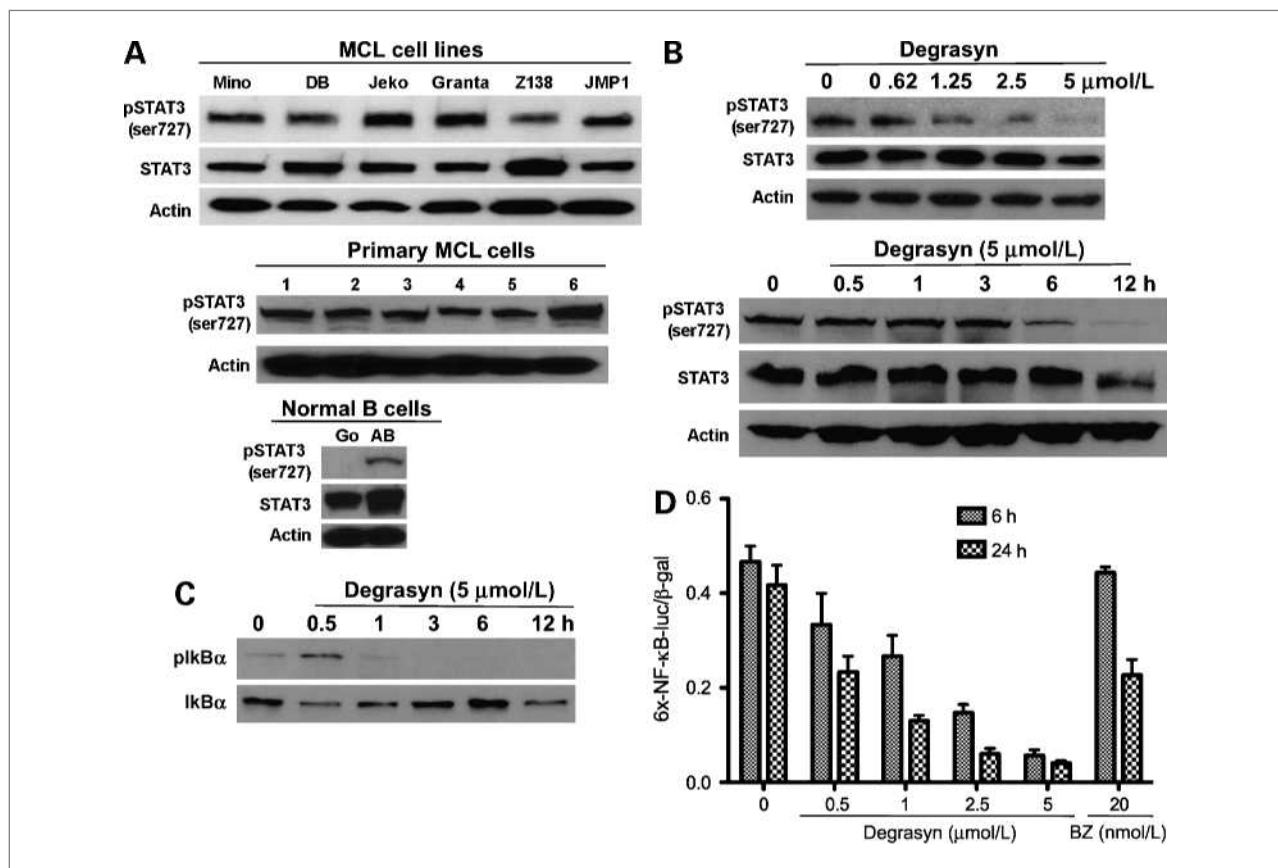 A
MCL cell lines
Mino DB Jeko Granta Z138 JMP1
pSTAT3
(ser727)
STAT3
Actin
Primary MCL cells
1 2 3 4 5 6
pSTAT3
(ser727)
Actin
Normal B cells
Go AB
pSTAT3
(ser727)
STAT3
Actin
B
Degrasyn
0 0 .62 1.25 2.5 5 μmol/L
pSTAT3
(ser727)
STAT3
Actin
Degrasyn (5 μmol/L)
0 0.5 1 3 6 12 h
pSTAT3
(ser727)
STAT3
Actin
C
Degrasyn (5 μmol/L)
0 0.5 1 3 6 12 h
pIkBα
IkBα
D
6x-NF-κB-luc/β-gal
0.6
0.4
0.2
0.0
6 h
24 h
0 0.5 1 2.5 5 20
Degrasyn (μmol/L) BZ (nmol/L)